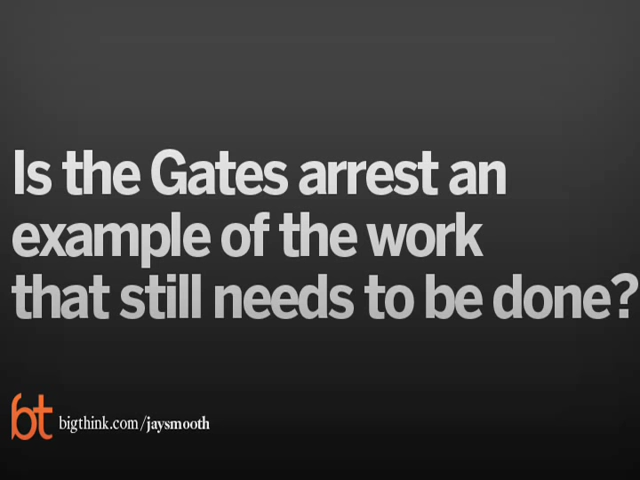 Is the Gates arrest an
example of the work
that still needs to be done?
bt bigthink.com/jaysmooth